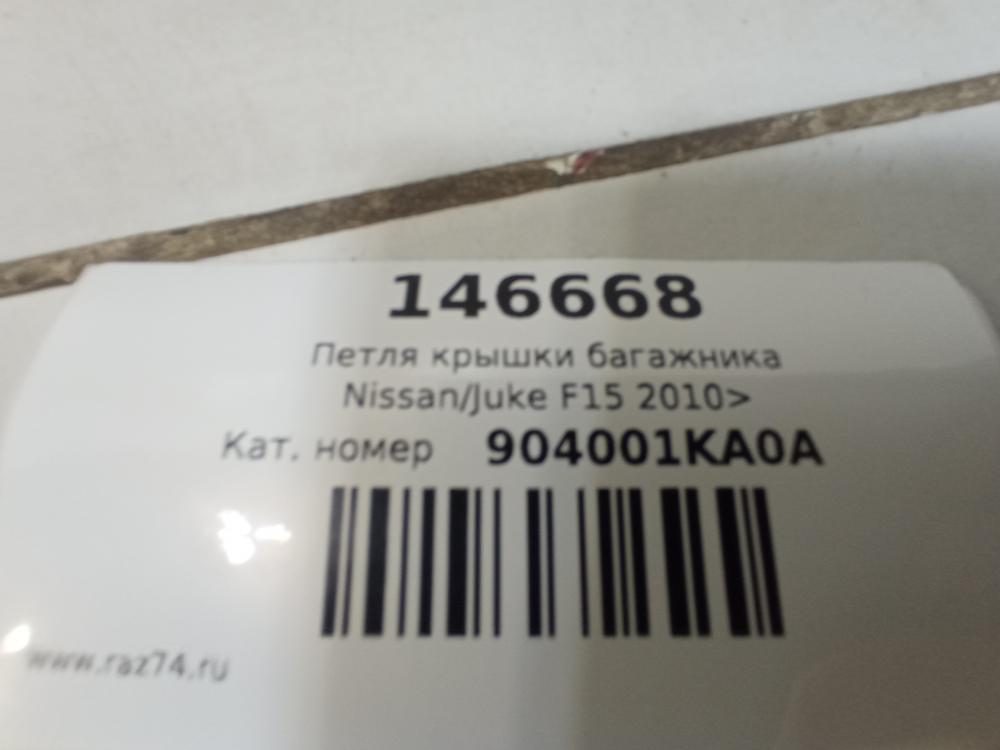 146668
Петля крышки багажника
Nissan/Juke F15 2010>
Кат. номер 904001KA0A
www.raz74.ru